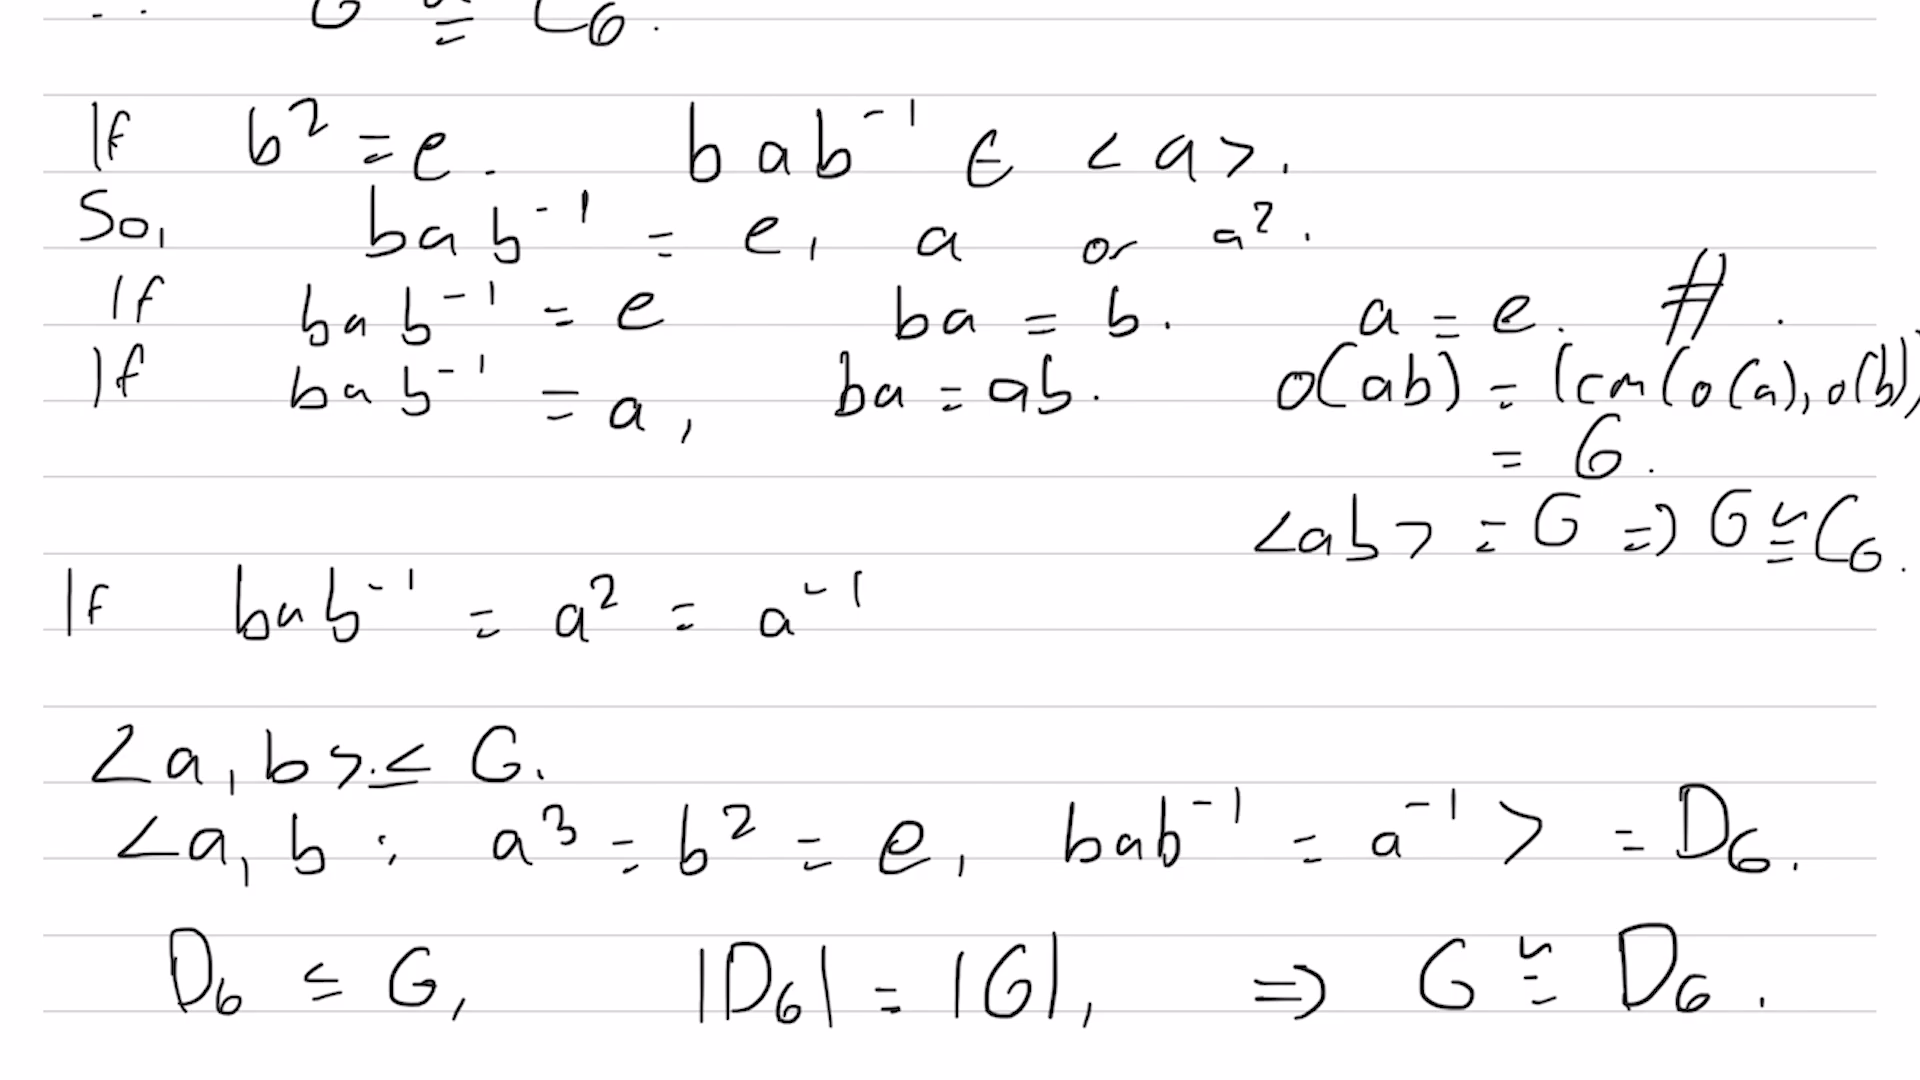 ∴ G ≅ C₆.
If b² = e. bab⁻¹ ∈ <a>.
So, bab⁻¹ = e, a or a².
If bab⁻¹ = e ba = b. a = e. #.
If bab⁻¹ = a, ba = ab. o(ab) = lcm(o(a), o(b))
= 6.
<ab> = G => G ≅ C₆.
If bab⁻¹ = a² = a⁻¹
<a, b> ≤ G.
<a, b : a³ = b² = e, bab⁻¹ = a⁻¹> = D₆.
D₆ ≤ G, |D₆| = |G|, => G ≅ D₆.